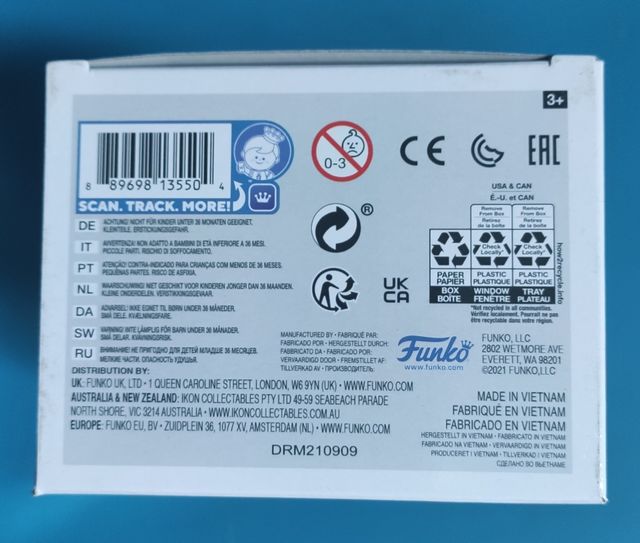 3+
8 89698 13550 4
SCAN. TRACK. MORE!
0-3
CE
EAC
®
UK
CA
USA & CAN
É.-U. et CAN
Remove From Box
Retirez de la boîte
Remove From Box
Retirez de la boîte
Check Locally*
Check Locally*
PAPER
PAPIER
BOX
BOÎTE
PLASTIC
PLASTIQUE
WINDOW
FENÊTRE
PLASTIC
PLASTIQUE
TRAY
PLATEAU
*Not recycled in all communities.
Vérifiez localement. Pourrait ne pas
être recyclable dans votre région.
how2recycle.info
DE ACHTUNG! NICHT FÜR KINDER UNTER 36 MONATEN GEEIGNET.
KLEINTEILE. ERSTICKUNGSGEFAHR.
IT AVVERTENZA! NON ADATTO A BAMBINI DI ETÀ INFERIORE A 36 MESI.
PICCOLE PARTI. RISCHIO DI SOFFOCAMENTO.
PT ATENÇÃO! CONTRA-INDICADO PARA CRIANÇAS COM MENOS DE 36 MESES.
PEQUENAS PARTES. RISCO DE ASFIXIA.
NL WAARSCHUWING! NIET GESCHIKT VOOR KINDEREN JONGER DAN 36 MAANDEN.
KLEINE ONDERDELEN. VERSTIKKINGSGEVAAR.
DA ADVARSEL! IKKE EGNET TIL BØRN UNDER 36 MÅNEDER.
SMÅ DELE. KVÆLNINGSFARE.
SW VARNING! INTE LÄMPLIG FÖR BARN UNDER 36 MÅNADER.
SMÅ DELAR. KVÄVNINGSRISK.
RU ВНИМАНИЕ! НЕ ПРИГОДНО ДЛЯ ДЕТЕЙ МЛАДШЕ 36 МЕСЯЦЕВ.
МЕЛКИЕ ЧАСТИ. ОПАСНОСТЬ УДУШЬЯ.
MANUFACTURED BY • FABRIQUÉ PAR:
FABRICADO POR • HERGESTELLT DURCH:
FABBRICATO DA • FABRICADO POR:
VERVAARDIGD DOOR • FREMSTILLET AF:
TILLVERKAD AV • ПРОИЗВОДИТЕЛЬ:
Funko
www.funko.com
FUNKO, LLC
2802 WETMORE AVE
EVERETT, WA 98201
©2021 FUNKO,LLC
DISTRIBUTION BY:
UK: FUNKO UK, LTD • 1 QUEEN CAROLINE STREET, LONDON, W6 9YN (UK) • WWW.FUNKO.COM
AUSTRALIA & NEW ZEALAND: IKON COLLECTABLES PTY LTD 49-59 SEABEACH PARADE
NORTH SHORE, VIC 3214 AUSTRALIA • WWW.IKONCOLLECTABLES.COM.AU
EUROPE: FUNKO EU, BV • ZUIDPLEIN 36, 1077 XV, AMSTERDAM (NL) • WWW.FUNKO.COM
MADE IN VIETNAM
FABRIQUÉ EN VIETNAM
FABRICADO EN VIETNAM
HERGESTELLT IN VIETNAM • FABBRICATO IN VIETNAM
FABRICADO NA VIETNAM • VERVAARDIGD IN VIETNAM
PRODUCERET I VIETNAM • TILLVERKAD I VIETNAM
СДЕЛАНО ВО ВЬЕТНАМЕ
DRM210909